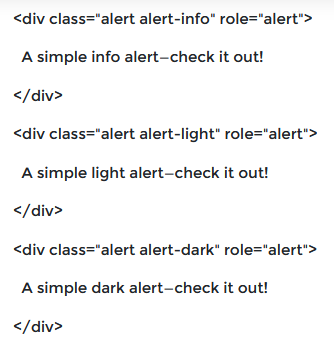 <div class="alert alert-info" role="alert">
A simple info alert—check it out!
</div>
<div class="alert alert-light" role="alert">
A simple light alert—check it out!
</div>
<div class="alert alert-dark" role="alert">
A simple dark alert—check it out!
</div>